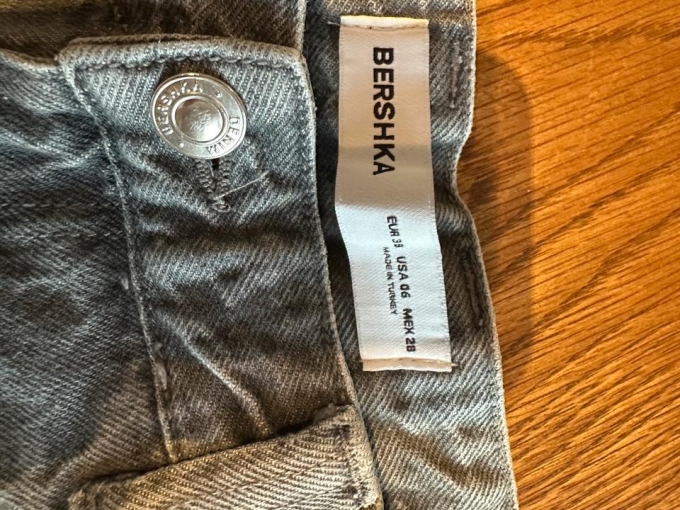 BERSHKA DENIM
BERSHKA
EUR 38 USA 06 MEX 28
MADE IN TURKEY